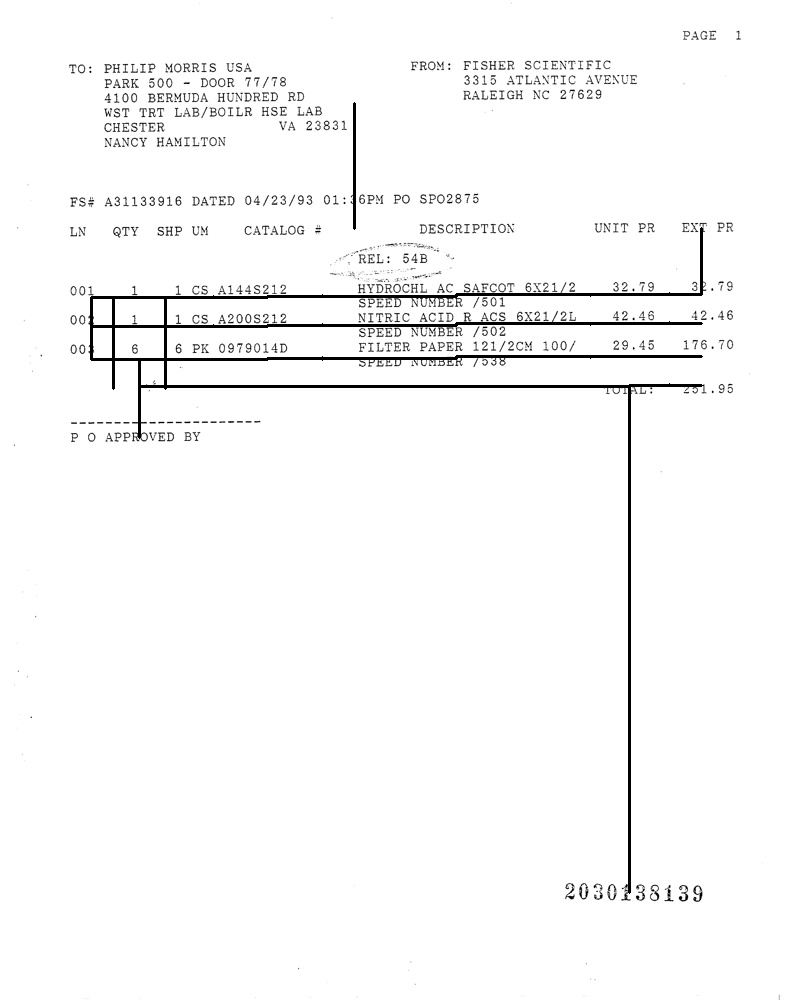 PAGE 1
TO: PHILIP MORRIS USA FROM: FISHER SCIENTIFIC
PARK 500 - DOOR 77/78 3315 ATLANTIC AVENUE
4100 BERMUDA HUNDRED RD RALEIGH NC 27629
WST TRT LAB/BOILR HSE LAB
CHESTER VA 23831
NANCY HAMILTON
FS# A31133916 DATED 04/23/93 01:36PM PO SPO2875
LN QTY SHP UM CATALOG # DESCRIPTION UNIT PR EXT PR
REL: 54B
001 1 1 CS A144S212 HYDROCHL AC SAFCOT 6X21/2 32.79 32.79
SPEED NUMBER /501
002 1 1 CS A200S212 NITRIC ACID R ACS 6X21/2L 42.46 42.46
SPEED NUMBER /502
003 6 6 PK 0979014D FILTER PAPER 121/2CM 100/ 29.45 176.70
SPEED NUMBER /538
TOTAL: 251.95
----------------------
P O APPROVED BY
2030138139